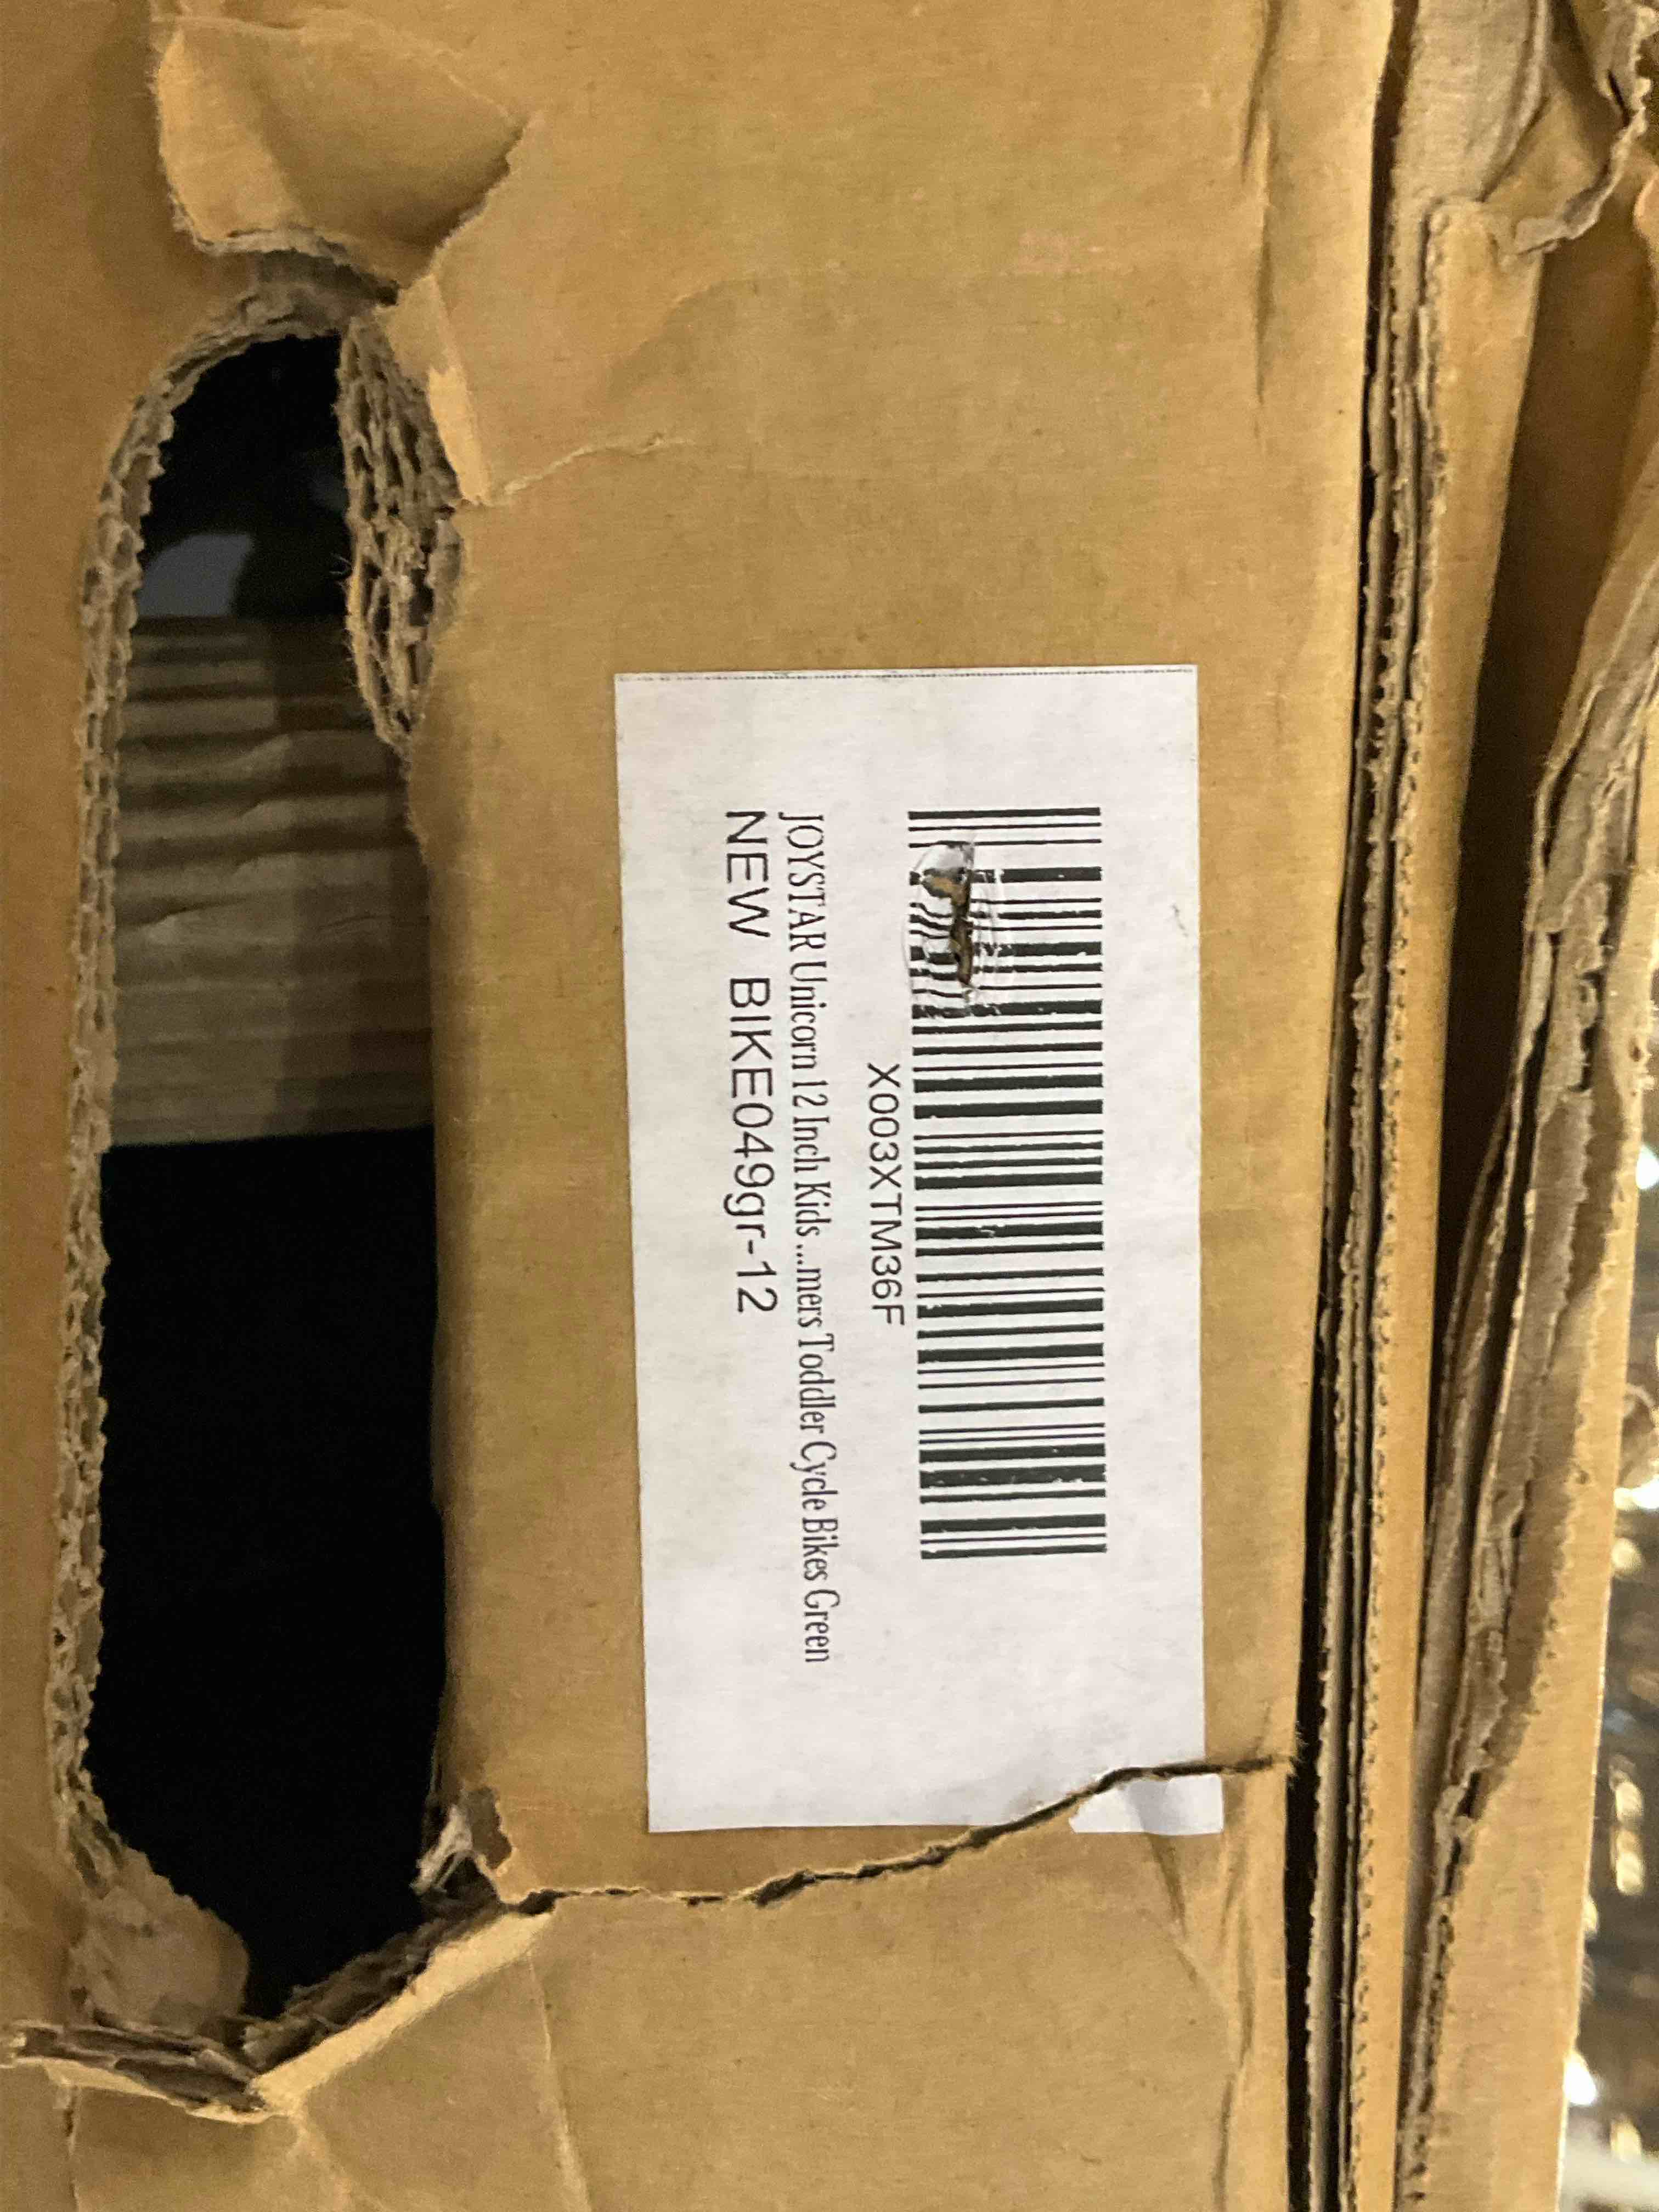 X003XTM36F
JOYSTAR Unicorn 12 Inch Kids ...mers Toddler Cycle Bikes Green
NEW BIKE049gr-12